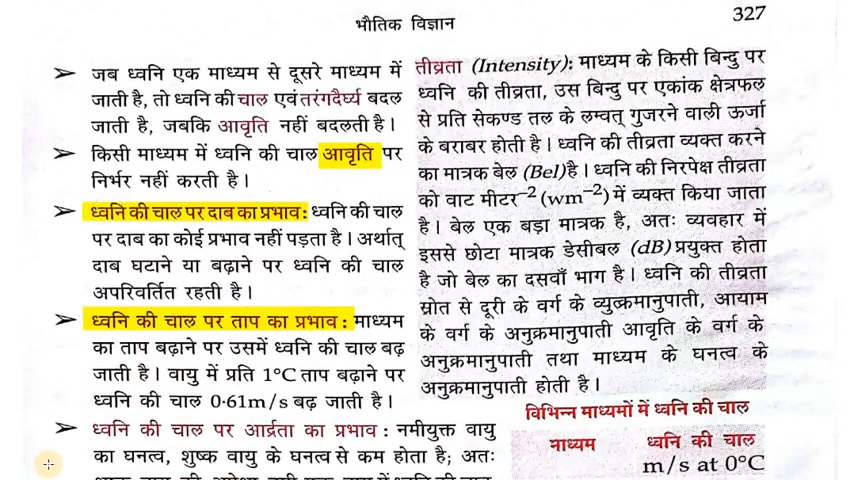 भौतिक विज्ञान
327
➢ जब ध्वनि एक माध्यम से दूसरे माध्यम में
जाती है, तो ध्वनि की चाल एवं तरंगदैर्घ्य बदल
जाती है, जबकि आवृति नहीं बदलती है।
➢ किसी माध्यम में ध्वनि की चाल आवृति पर
निर्भर नहीं करती है।
➢ ध्वनि की चाल पर दाब का प्रभाव: ध्वनि की चाल
पर दाब का कोई प्रभाव नहीं पड़ता है। अर्थात्
दाब घटाने या बढ़ाने पर ध्वनि की चाल
अपरिवर्तित रहती है।
➢ ध्वनि की चाल पर ताप का प्रभाव: माध्यम
का ताप बढ़ाने पर उसमें ध्वनि की चाल बढ़
जाती है। वायु में प्रति 1°C ताप बढ़ाने पर
ध्वनि की चाल 0·61m/s बढ़ जाती है।
➢ ध्वनि की चाल पर आर्द्रता का प्रभाव: नमीयुक्त वायु
का घनत्व, शुष्क वायु के घनत्व से कम होता है; अतः
तीव्रता (Intensity): माध्यम के किसी बिन्दु पर
ध्वनि की तीव्रता, उस बिन्दु पर एकांक क्षेत्रफल
से प्रति सेकण्ड तल के लम्वत् गुजरने वाली ऊर्जा
के बराबर होती है। ध्वनि की तीव्रता व्यक्त करने
का मात्रक बेल (Bel)है। ध्वनि की निरपेक्ष तीव्रता
को वाट मीटर⁻² (wm⁻²) में व्यक्त किया जाता
है। बेल एक बड़ा मात्रक है, अतः व्यवहार में
इससे छोटा मात्रक डेसीबल (dB) प्रयुक्त होता
है जो बेल का दसवाँ भाग है। ध्वनि की तीव्रता
स्रोत से दूरी के वर्ग के व्युत्क्रमानुपाती, आयाम
के वर्ग के अनुक्रमानुपाती आवृति के वर्ग के
अनुक्रमानुपाती तथा माध्यम के घनत्व के
अनुक्रमानुपाती होती है।
विभिन्न माध्यमों में ध्वनि की चाल
माध्यम ध्वनि की चाल
m/s at 0°C